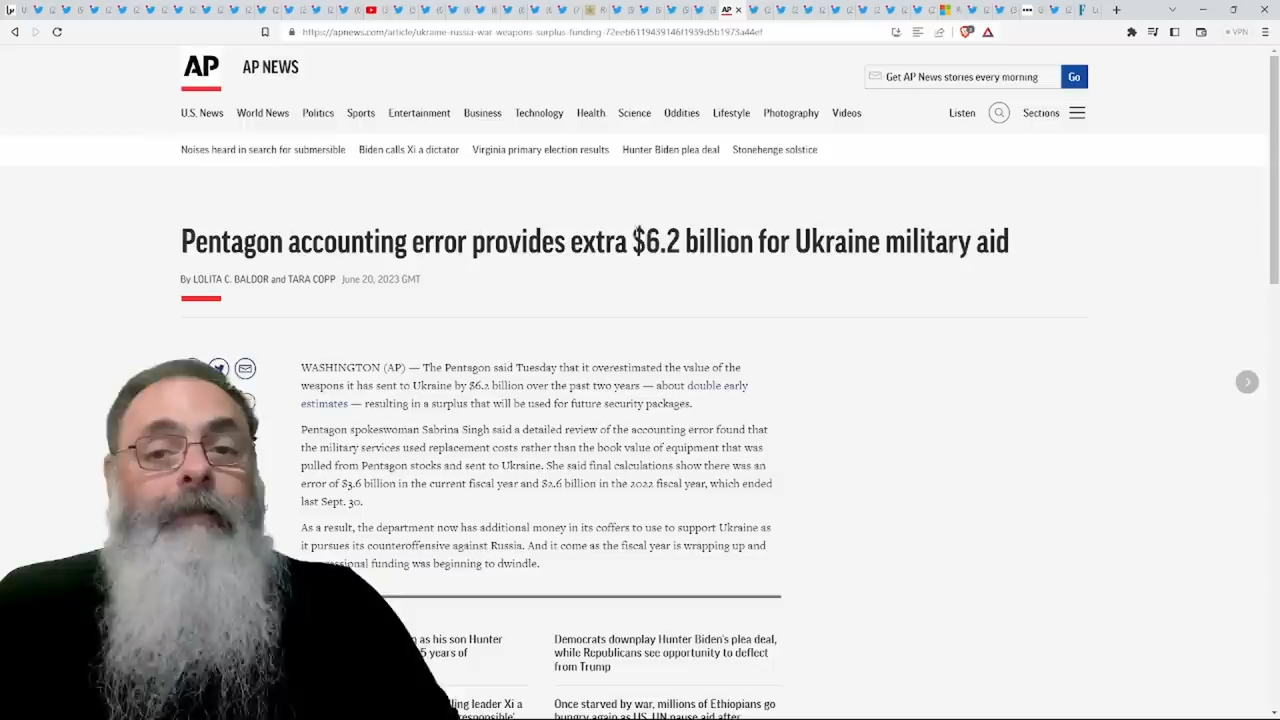 https://apnews.com/article/ukraine-russia-war-weapons-surplus-funding-72eeb6119439146f1939d5b1973a44ef
VPN
AP
AP NEWS
Get AP News stories every morning
Go
U.S. News World News Politics Sports Entertainment Business Technology Health Science Oddities Lifestyle Photography Videos
Listen
Sections
Noises heard in search for submersible Biden calls Xi a dictator Virginia primary election results Hunter Biden plea deal Stonehenge solstice
Pentagon accounting error provides extra $6.2 billion for Ukraine military aid
By LOLITA C. BALDOR and TARA COPP June 20, 2023 GMT
WASHINGTON (AP) — The Pentagon said Tuesday that it overestimated the value of the
weapons it has sent to Ukraine by $6.2 billion over the past two years — about double early
estimates — resulting in a surplus that will be used for future security packages.
Pentagon spokeswoman Sabrina Singh said a detailed review of the accounting error found that
the military services used replacement costs rather than the book value of equipment that was
pulled from Pentagon stocks and sent to Ukraine. She said final calculations show there was an
error of $3.6 billion in the current fiscal year and $2.6 billion in the 2022 fiscal year, which ended
last Sept. 30.
As a result, the department now has additional money in its coffers to use to support Ukraine as
it pursues its counteroffensive against Russia. And it come as the fiscal year is wrapping up and
funding was beginning to dwindle.
as his son Hunter
5 years of
Democrats downplay Hunter Biden's plea deal,
while Republicans see opportunity to deflect
from Trump
ling leader Xi a
responsible'
Once starved by war, millions of Ethiopians go
hungry again as US, UN pause aid after